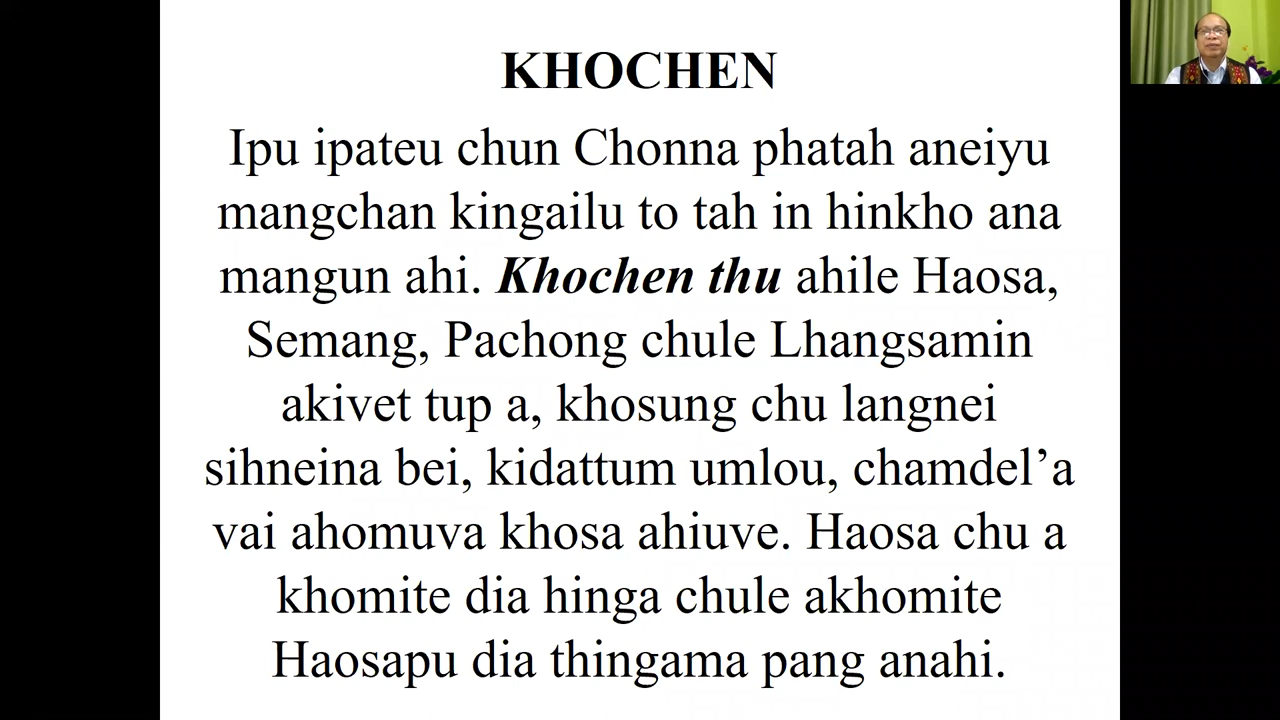 KHOCHEN
Ipu ipateu chun Chonna phatah aneiyu
mangchan kingailu to tah in hinkho ana
mangun ahi. Khochen thu ahile Haosa,
Semang, Pachong chule Lhangsamin
akivet tup a, khosung chu langnei
sihneina bei, kidattum umlou, chamdel’a
vai ahomuva khosa ahiuve. Haosa chu a
khomite dia hinga chule akhomite
Haosapu dia thingama pang anahi.